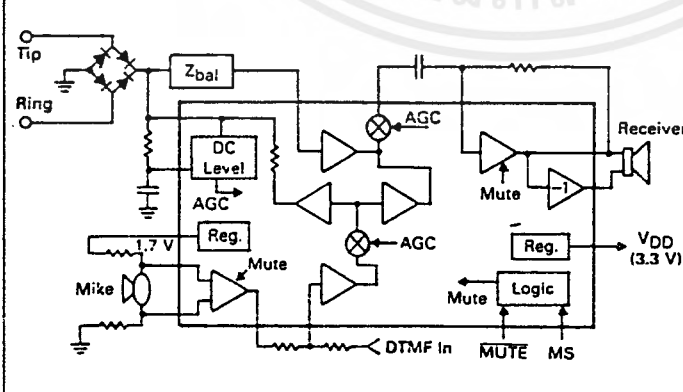 Tip
Zbal
Ring
AGC
Receiver
DC
Level
Mute
-1
AGC
Reg.
1.7 V
AGC
Reg.
VDD
(3.3 V)
Mute
Mike
Mute
Logic
DTMF In
MUTE
MS